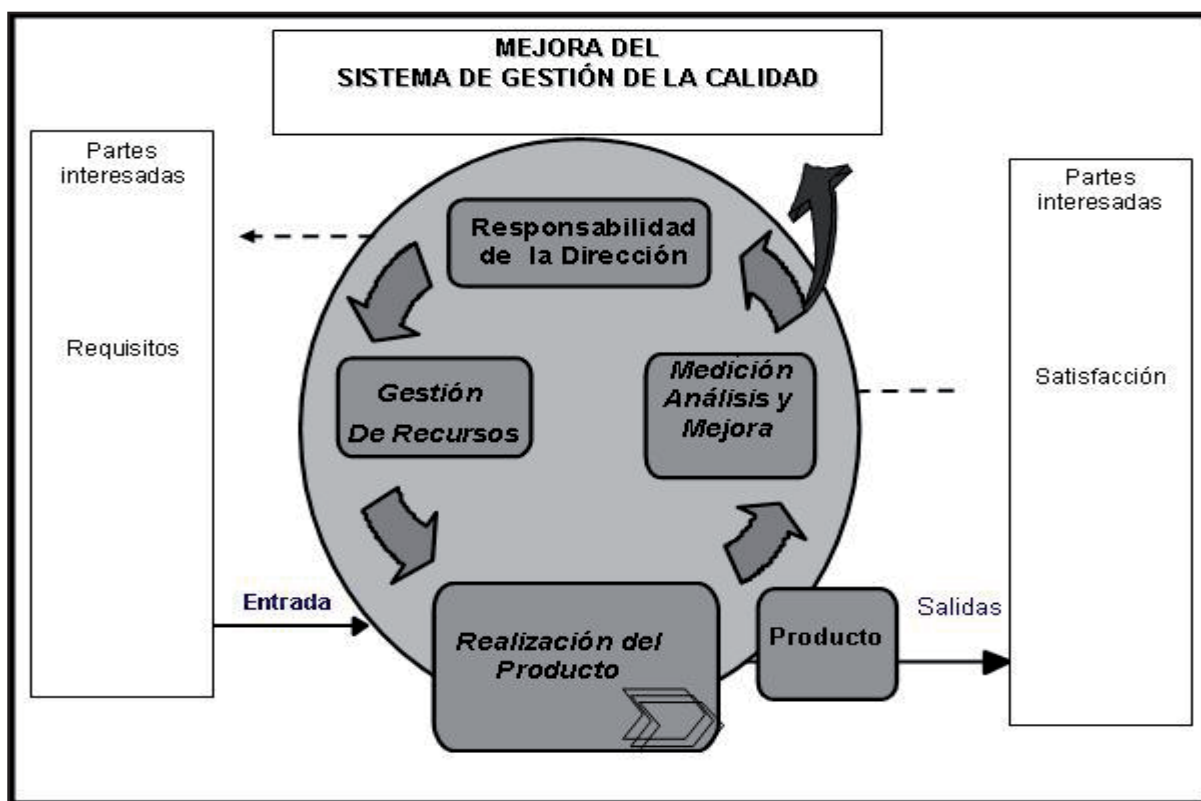 MEJORA DEL
SISTEMA DE GESTIÓN DE LA CALIDAD
Partes
interesadas
Requisitos
Responsabilidad
de la Dirección
Gestión
De Recursos
Medición
Análisis y
Mejora
Partes
interesadas
Satisfacción
Entrada
Realización del
Producto
Producto
Salidas